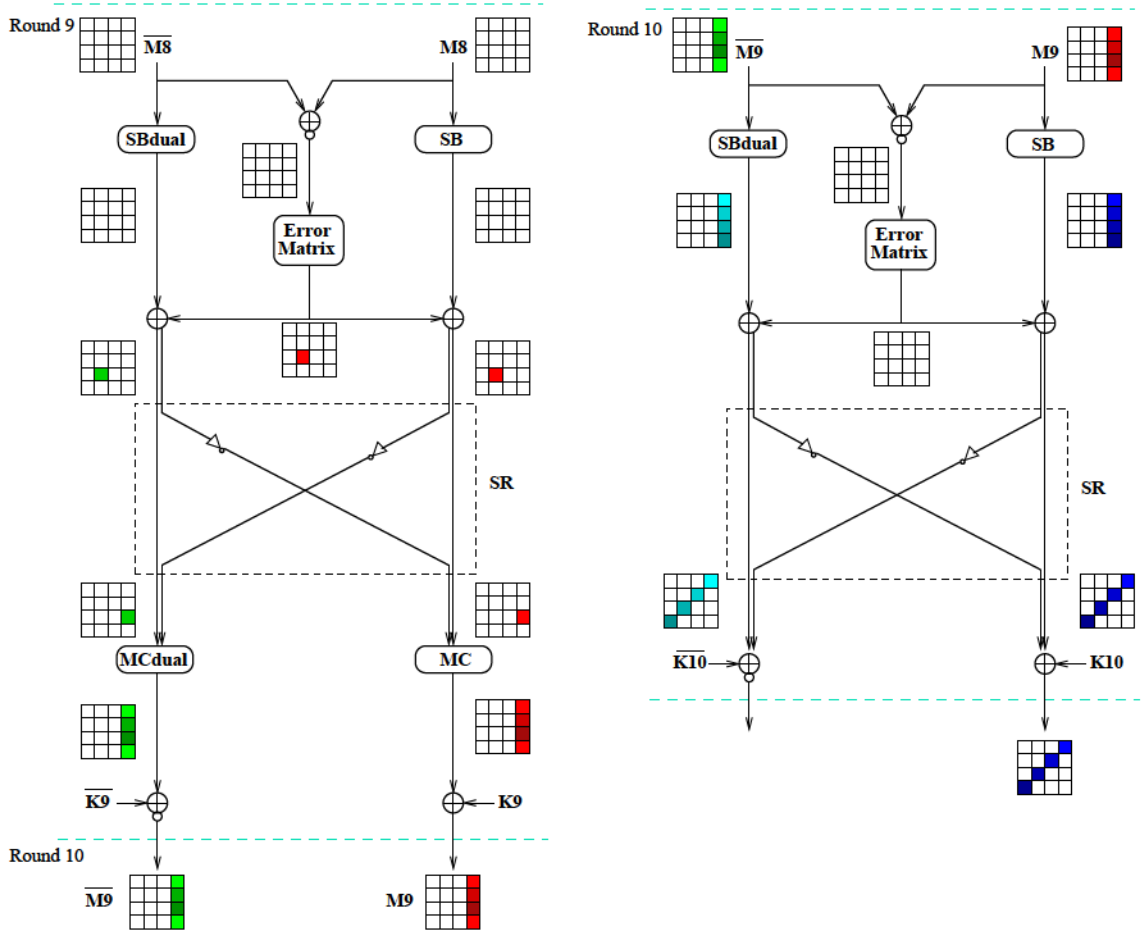 Round 9
M8
M8
SBdual
SB
Error
Matrix
SR
MCdual
MC
K9
K9
Round 10
M9
M9
Round 10
M9
M9
SBdual
SB
Error
Matrix
SR
K10
K10